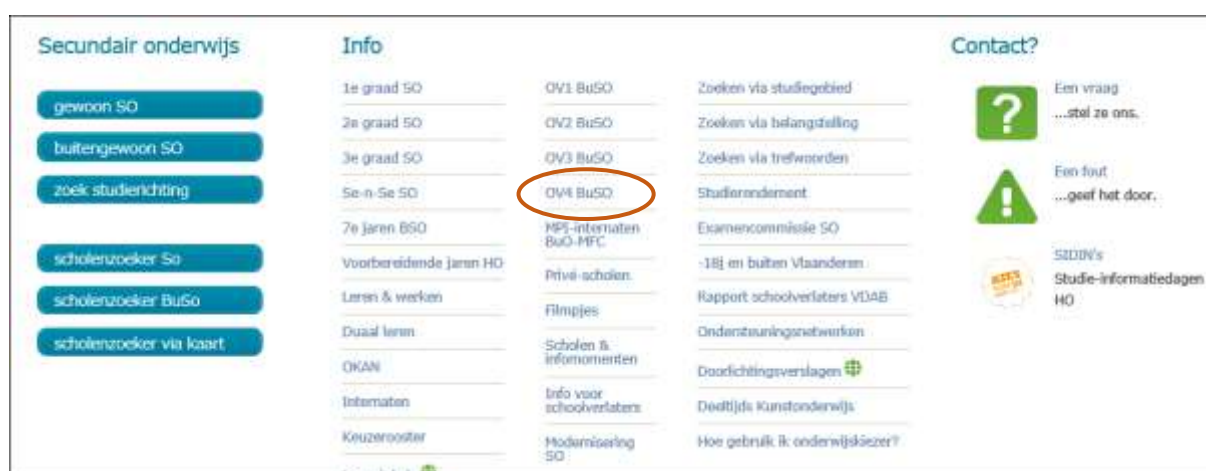 Secundair onderwijs
gewoon SO
buitengewoon SO
zoek studierichting
scholenzoeker So
scholenzoeker BuSo
scholenzoeker via kaart
Info
1e graad SO
2e graad SO
3e graad SO
Se-n-Se SO
7e jaren BSO
Voorbereidende jaren HO
Leren & werken
Duaal leren
OKAN
Internaten
Keuzerooster
OV1 BuSO
OV2 BuSO
OV3 BuSO
OV4 BuSO
MPI-internaten
BuO-MFC
Privé-scholen
Filmpjes
Scholen &
infomomenten
Info voor
schoolverlaters
Modernisering
SO
Zoeken via studiegebied
Zoeken via belangstelling
Zoeken via trefwoorden
Studierendement
Examencommissie SO
-18j en buiten Vlaanderen
Rapport schoolverlaters VDAB
Ondersteuningsnetwerken
Doorlichtingsverslagen
Deeltijds Kunstonderwijs
Hoe gebruik ik onderwijskiezer?
Contact?
Een vraag
...stel ze ons.
Een fout
...geef het door.
SIDIN's
Studie-informatiedagen
HO